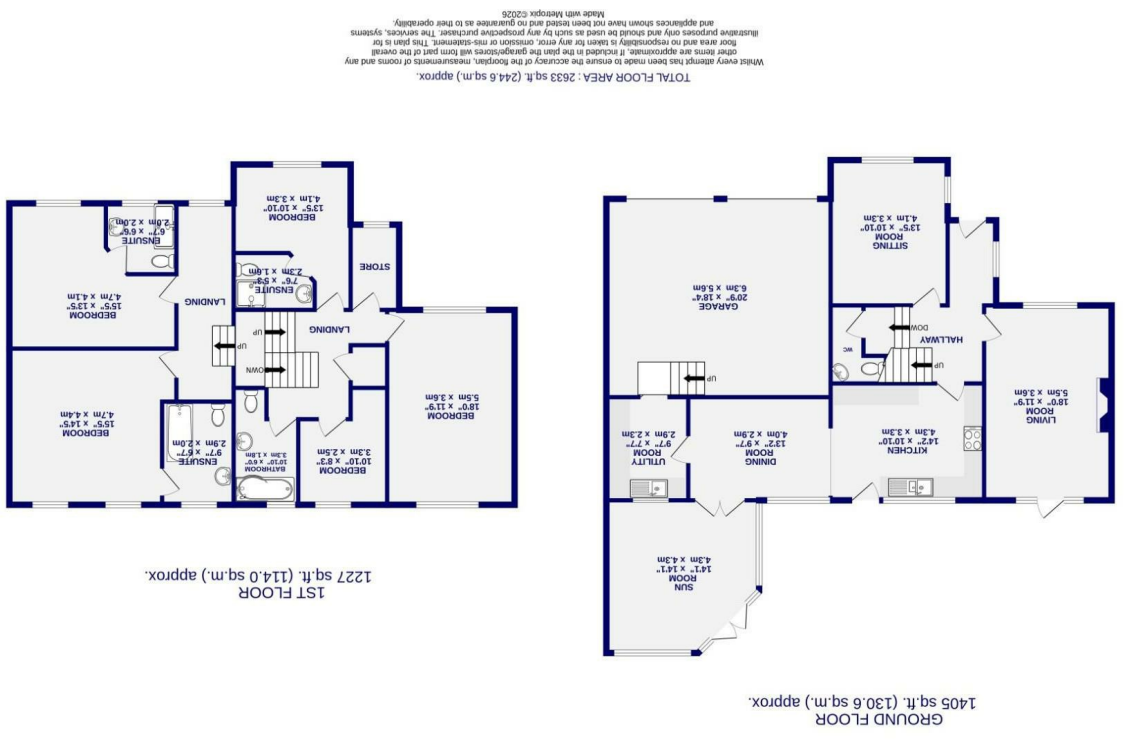 GROUND FLOOR
1405 sq.ft. (130.6 sq.m.) approx.
1ST FLOOR
1227 sq.ft. (114.0 sq.m.) approx.
SUN
ROOM
14'1" x 14'1"
4.3m x 4.3m
LIVING
ROOM
18'0" x 11'9"
5.5m x 3.6m
KITCHEN
14'2" x 10'10"
4.3m x 3.3m
DINING
ROOM
13'2" x 9'7"
4.0m x 2.9m
UTILITY
ROOM
9'7" x 7'7"
2.9m x 2.3m
UP
UP
DOWN
WC
HALLWAY
GARAGE
20'9" x 18'4"
6.3m x 5.6m
SITTING
ROOM
13'5" x 10'10"
4.1m x 3.3m
BEDROOM
18'0" x 11'9"
5.5m x 3.6m
BEDROOM
10'10" x 8'3"
3.3m x 2.5m
BATHROOM
10'10" x 6'0"
3.3m x 1.8m
ENSUITE
9'7" x 6'7"
2.9m x 2.0m
BEDROOM
15'5" x 14'5"
4.7m x 4.4m
DOWN
UP
UP
LANDING
LANDING
BEDROOM
15'5" x 13'5"
4.7m x 4.1m
STORE
ENSUITE
7'6" x 5'3"
2.3m x 1.6m
ENSUITE
6'7" x 6'6"
2.0m x 2.0m
BEDROOM
13'5" x 10'10"
4.1m x 3.3m
TOTAL FLOOR AREA : 2633 sq.ft. (244.6 sq.m.) approx.
Whilst every attempt has been made to ensure the accuracy of the floorplan, measurements of rooms and any
other items are approximate, if included in the plan the garage/stores will form part of the overall
floor area and no responsibility is taken for any error, omission or mis-statement. This plan is for
illustrative purposes only and should be used as such by any prospective purchaser. The services, systems
and appliances shown have not been tested and no guarantee as to their operability.
Made with Metropix ©2026